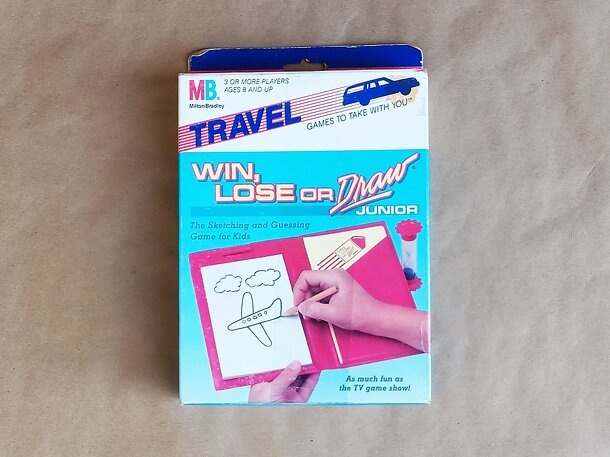 MB®
Milton Bradley
3 OR MORE PLAYERS
AGES 8 AND UP
TRAVEL
GAMES TO TAKE WITH YOU™
WIN,
LOSE OR Draw
JUNIOR
The Sketching and Guessing
Game for Kids
As much fun as
the TV game show!